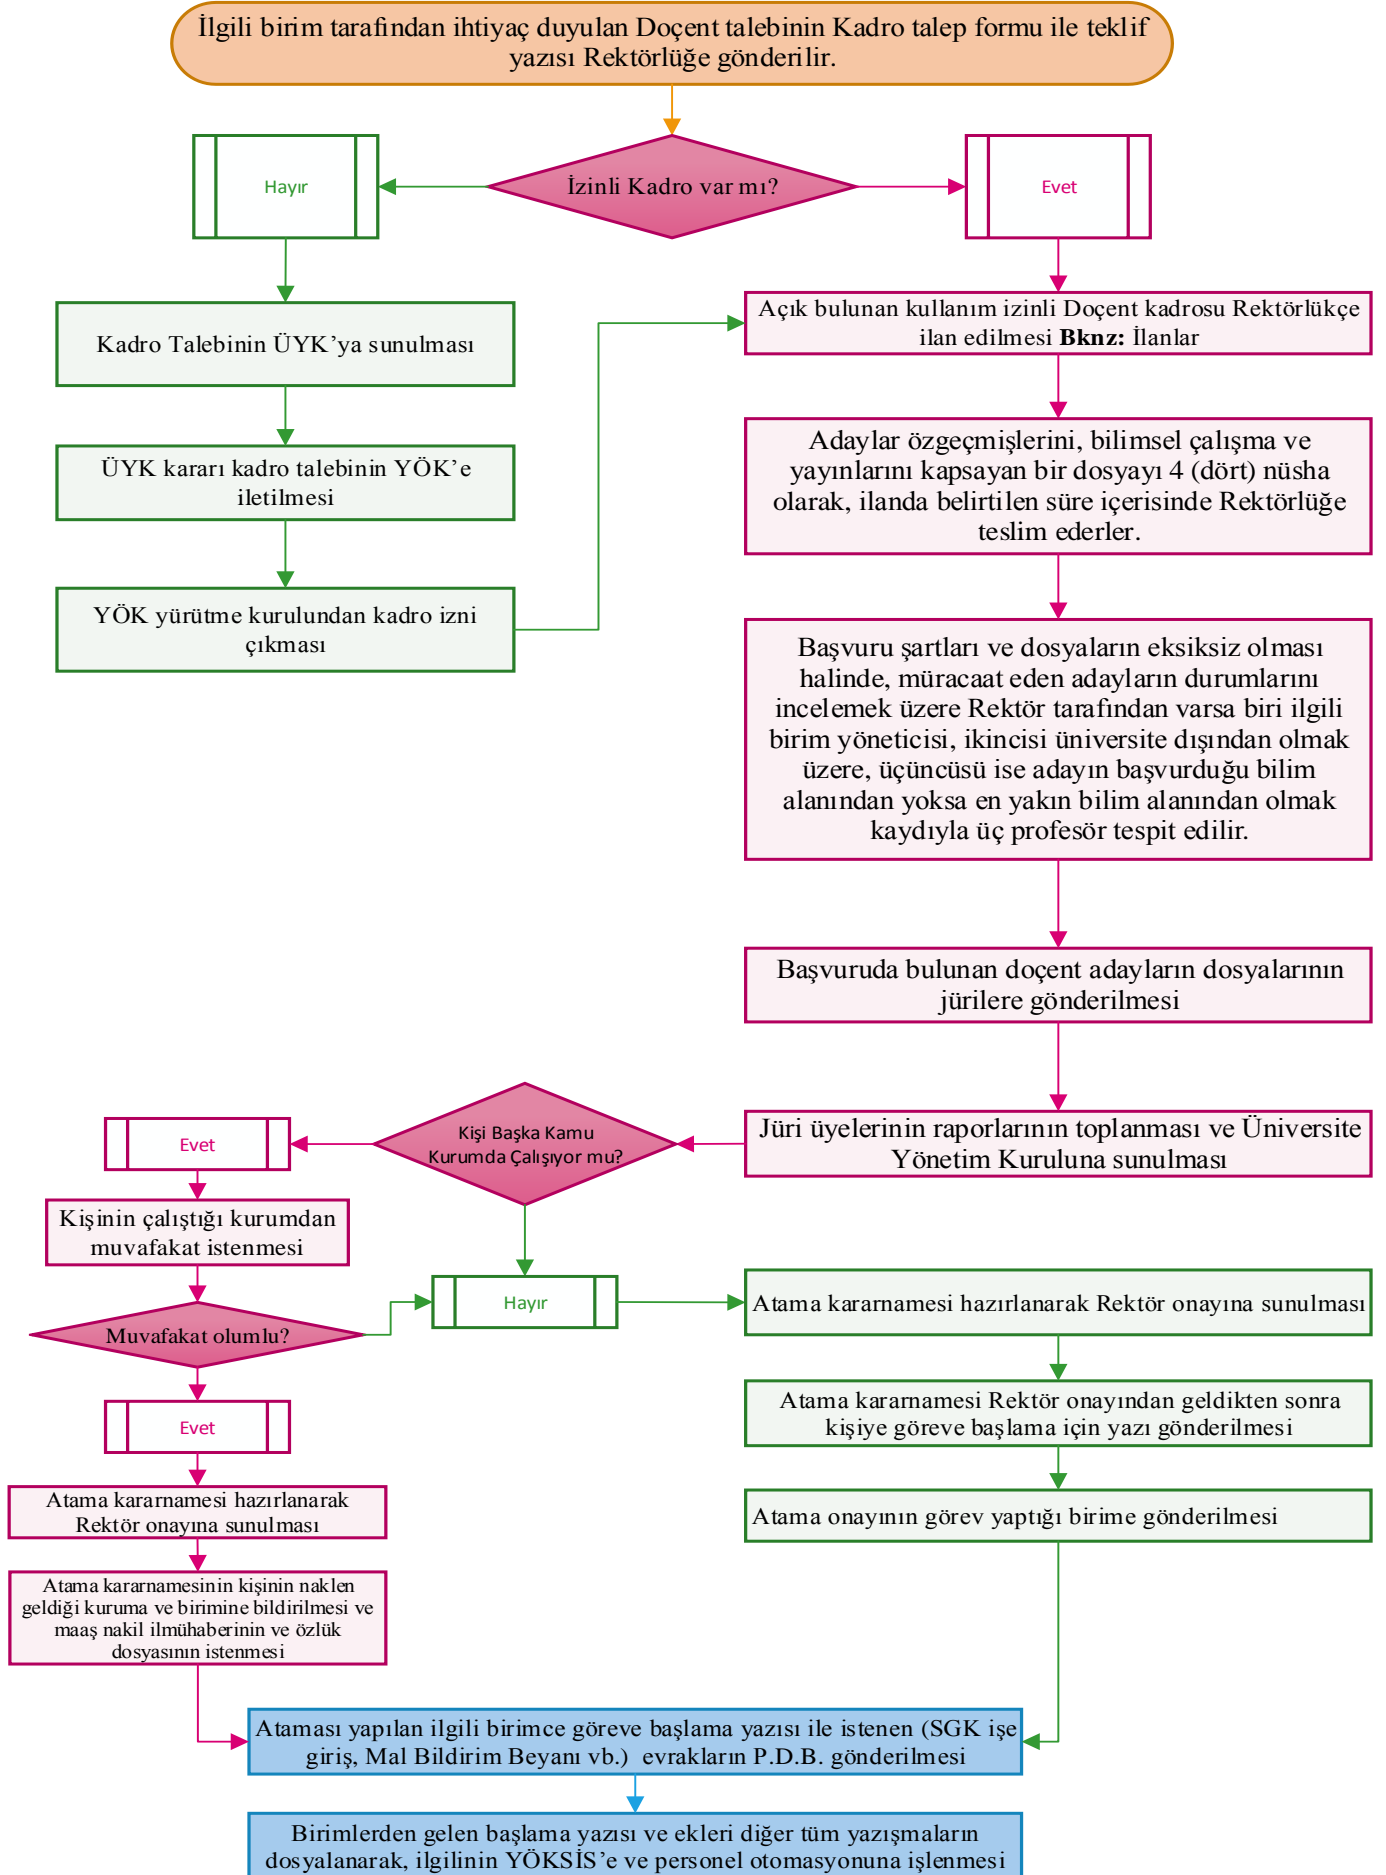 İlgili birim tarafından ihtiyaç duyulan Doçent talebinin Kadro talep formu ile teklif
yazısı Rektörlüğe gönderilir.
Hayır
İzinli Kadro var mı?
Evet
Kadro Talebinin ÜYK’ya sunulması
Açık bulunan kullanım izinli Doçent kadrosu Rektörlükçe
ilan edilmesi Bknz: İlanlar
ÜYK kararı kadro talebinin YÖK’e
iletilmesi
Adaylar özgeçmişlerini, bilimsel çalışma ve
yayınlarını kapsayan bir dosyayı 4 (dört) nüsha
olarak, ilanda belirtilen süre içerisinde Rektörlüğe
teslim ederler.
YÖK yürütme kurulundan kadro izni
çıkması
Başvuru şartları ve dosyaların eksiksiz olması
halinde, müracaat eden adayların durumlarını
incelemek üzere Rektör tarafından varsa biri ilgili
birim yöneticisi, ikincisi üniversite dışından olmak
üzere, üçüncüsü ise adayın başvurduğu bilim
alanından yoksa en yakın bilim alanından olmak
kaydıyla üç profesör tespit edilir.
Başvuruda bulunan doçent adayların dosyalarının
jürilere gönderilmesi
Jüri üyelerinin raporlarının toplanması ve Üniversite
Yönetim Kuruluna sunulması
Kişi Başka Kamu
Kurumda Çalışıyor mu?
Evet
Kişinin çalıştığı kurumdan
muvafakat istenmesi
Muvafakat olumlu?
Hayır
Atama kararnamesi hazırlanarak Rektör onayına sunulması
Evet
Atama kararnamesi Rektör onayından geldikten sonra
kişiye göreve başlama için yazı gönderilmesi
Atama kararnamesi hazırlanarak
Rektör onayına sunulması
Atama onayının görev yaptığı birime gönderilmesi
Atama kararnamesinin kişinin naklen
geldiği kuruma ve birimine bildirilmesi ve
maaş nakil ilmühaberinin ve özlük
dosyasının istenmesi
Ataması yapılan ilgili birimce göreve başlama yazısı ile istenen (SGK işe
giriş, Mal Bildirim Beyanı vb.)  evrakların P.D.B. gönderilmesi
Birimlerden gelen başlama yazısı ve ekleri diğer tüm yazışmaların
dosyalanarak, ilgilinin YÖKSİS’e ve personel otomasyonuna işlenmesi